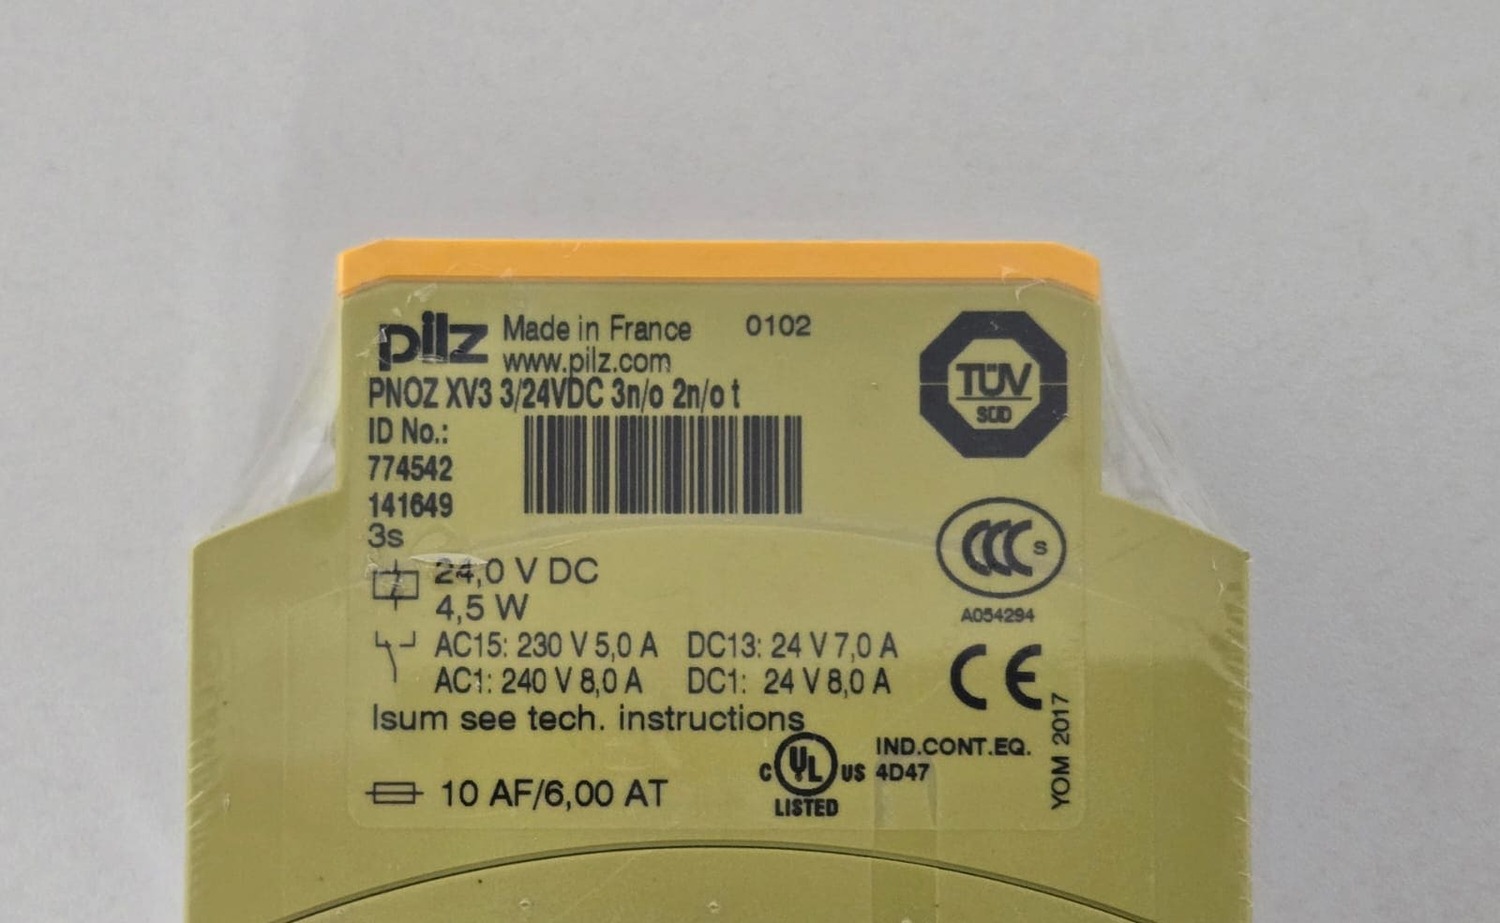 pilz Made in France 0102
www.pilz.com
PNOZ XV3 3/24VDC 3n/o 2n/o t
ID No.:
774542
141649
3s
24,0 V DC
4,5 W
AC15: 230 V 5,0 A DC13: 24 V 7,0 A
AC1: 240 V 8,0 A DC1: 24 V 8,0 A
Isum see tech. instructions
10 AF/6,00 AT
TÜV
SÜD
CCC S
A054294
CE
YOM 2017
C UL US
LISTED
IND.CONT.EQ.
4D47